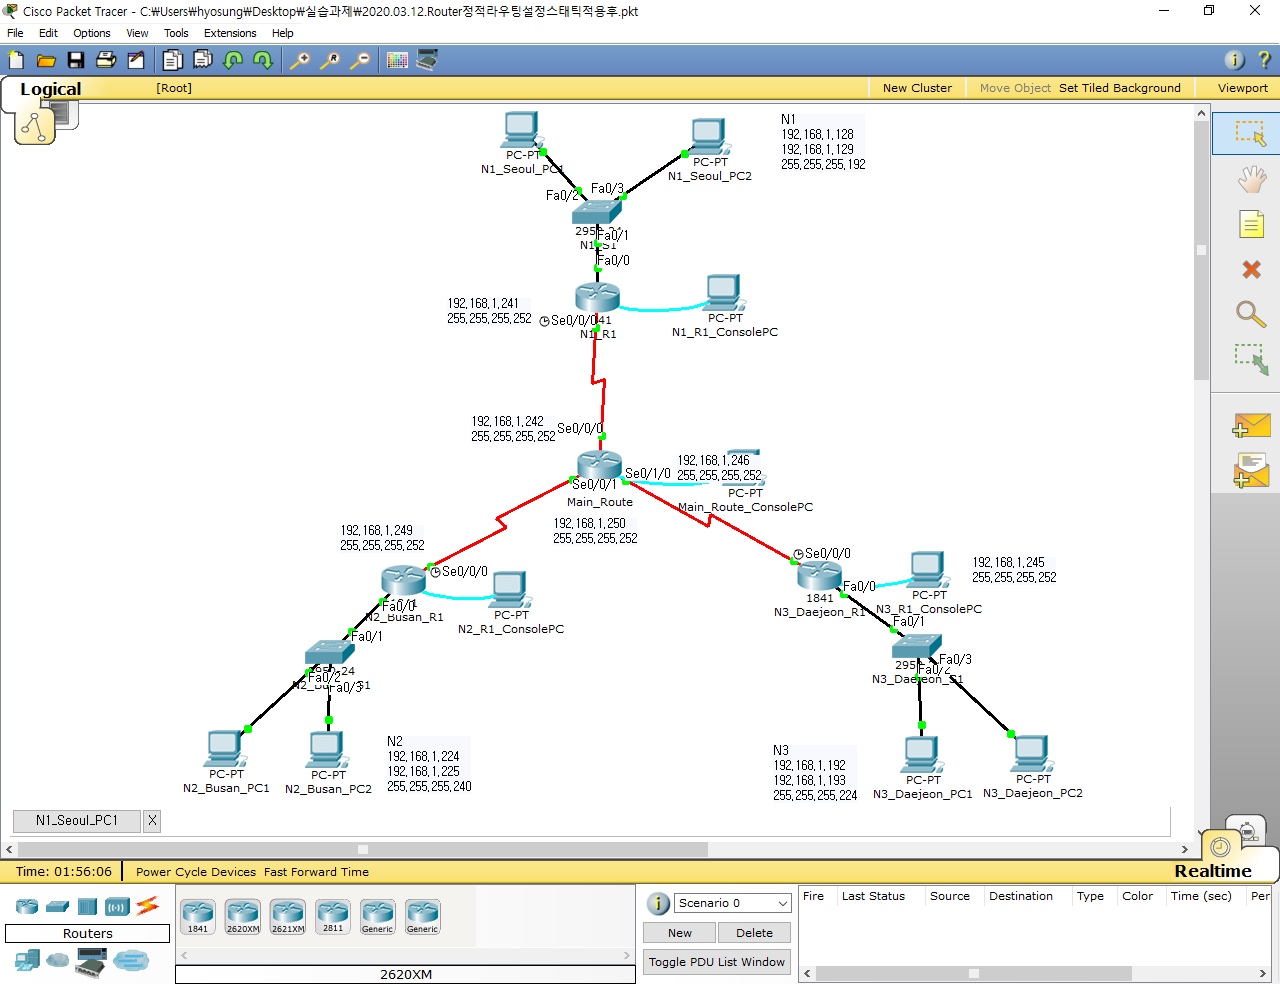 Cisco Packet Tracer - C:₩Users₩hyosung₩Desktop₩실습과제₩2020.03.12.Router정적라우팅설정스태틱적용후.pkt
File Edit Options View Tools Extensions Help
Logical [Root] New Cluster Move Object Set Tiled Background Viewport
N1
192,168,1,128
192,168,1,129
255,255,255,192
PC-PT
N1_Seoul_PC1
PC-PT
N1_Seoul_PC2
Fa0/2
Fa0/3
Fa0/1
N1_S1
Fa0/0
192,168,1,241
255,255,255,252
Se0/0/0
N1_R1
PC-PT
N1_R1_ConsolePC
192,168,1,242
255,255,255,252
Se0/0/0
Se0/1/0
192,168,1,246
255,255,255,252
Se0/0/1
PC-PT
Main_Route
Main_Route_ConsolePC
192,168,1,250
255,255,255,252
192,168,1,249
255,255,255,252
Se0/0/0
Fa0/0
N2_Busan_R1
PC-PT
N2_R1_ConsolePC
Se0/0/0
192,168,1,245
255,255,255,252
Fa0/0
1841
N3_Daejeon_R1
PC-PT
N3_R1_ConsolePC
Fa0/1
Fa0/2
Fa0/3
Fa0/1
Fa0/3
Fa0/2
N3_Daejeon_S1
PC-PT
N2_Busan_PC1
PC-PT
N2_Busan_PC2
N2
192,168,1,224
192,168,1,225
255,255,255,240
N3
192,168,1,192
192,168,1,193
255,255,255,224
PC-PT
N3_Daejeon_PC1
PC-PT
N3_Daejeon_PC2
N1_Seoul_PC1 X
Time: 01:56:06 Power Cycle Devices Fast Forward Time
Realtime
Routers
1841 2620XM 2621XM 2811 Generic Generic
2620XM
Scenario 0
New Delete
Toggle PDU List Window
Fire Last Status Source Destination Type Color Time (sec) Per